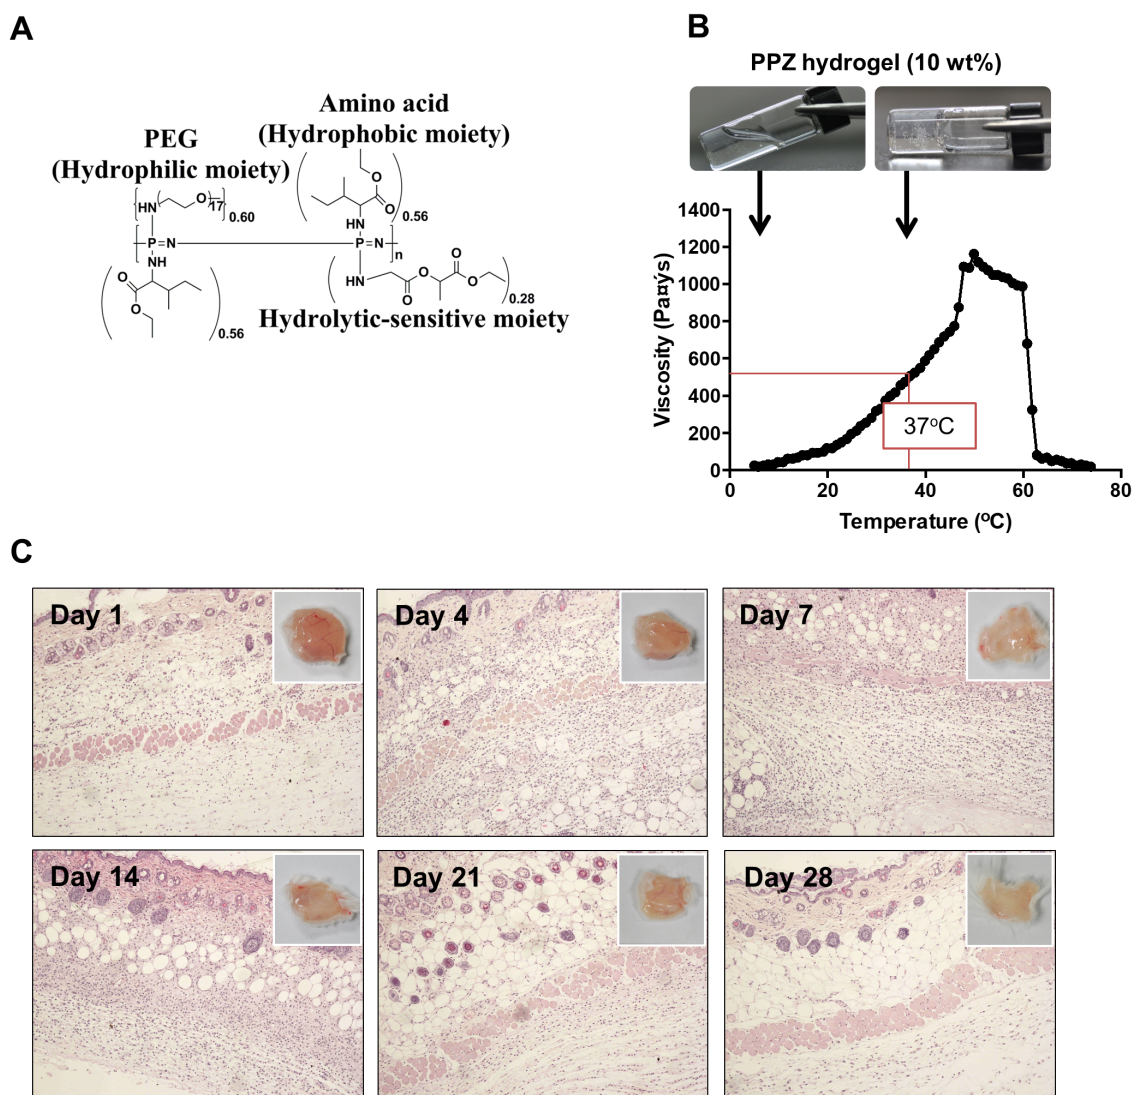 A
Amino acid
(Hydrophobic moiety)
PEG
(Hydrophilic moiety)
O
O
0.56
HN
O
17
0.60
HN
P=N
P=N
n
NH
HN
O
O
O
O
O
0.28
O
O
0.56
Hydrolytic-sensitive moiety
B
PPZ hydrogel (10 wt%)
Viscosity (Pa¤ýs)
1400
1200
1000
800
600
400
200
0
37°C
0 20 40 60 80
Temperature (°C)
C
Day 1
Day 4
Day 7
Day 14
Day 21
Day 28